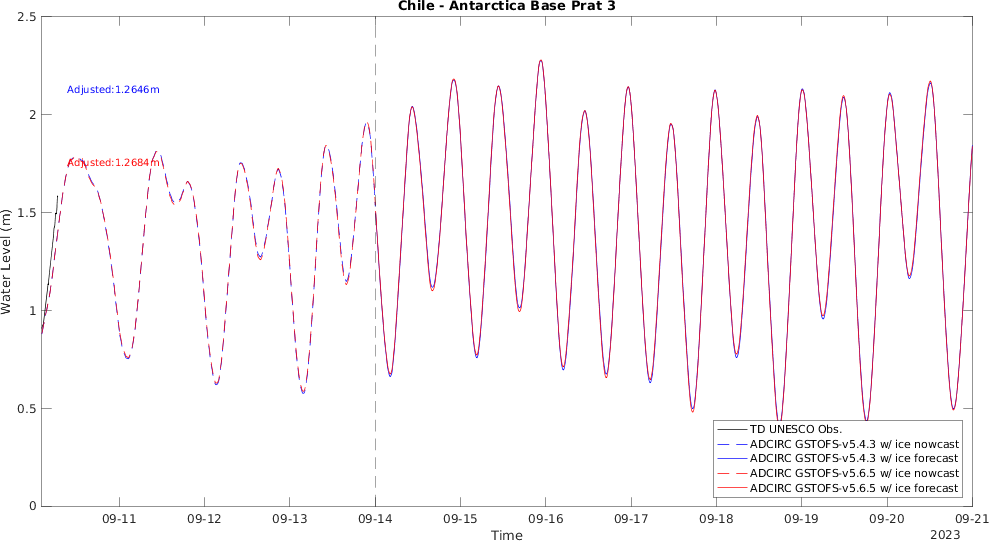 Chile - Antarctica Base Prat 3
2.5
2
1.5
1
0.5
0
Water Level (m)
Adjusted:1.2646m
Adjusted:1.2684m
TD UNESCO Obs.
ADCIRC GSTOFS-v5.4.3 w/ ice nowcast
ADCIRC GSTOFS-v5.4.3 w/ ice forecast
ADCIRC GSTOFS-v5.6.5 w/ ice nowcast
ADCIRC GSTOFS-v5.6.5 w/ ice forecast
09-11 09-12 09-13 09-14 09-15 09-16 09-17 09-18 09-19 09-20 09-21
Time
2023